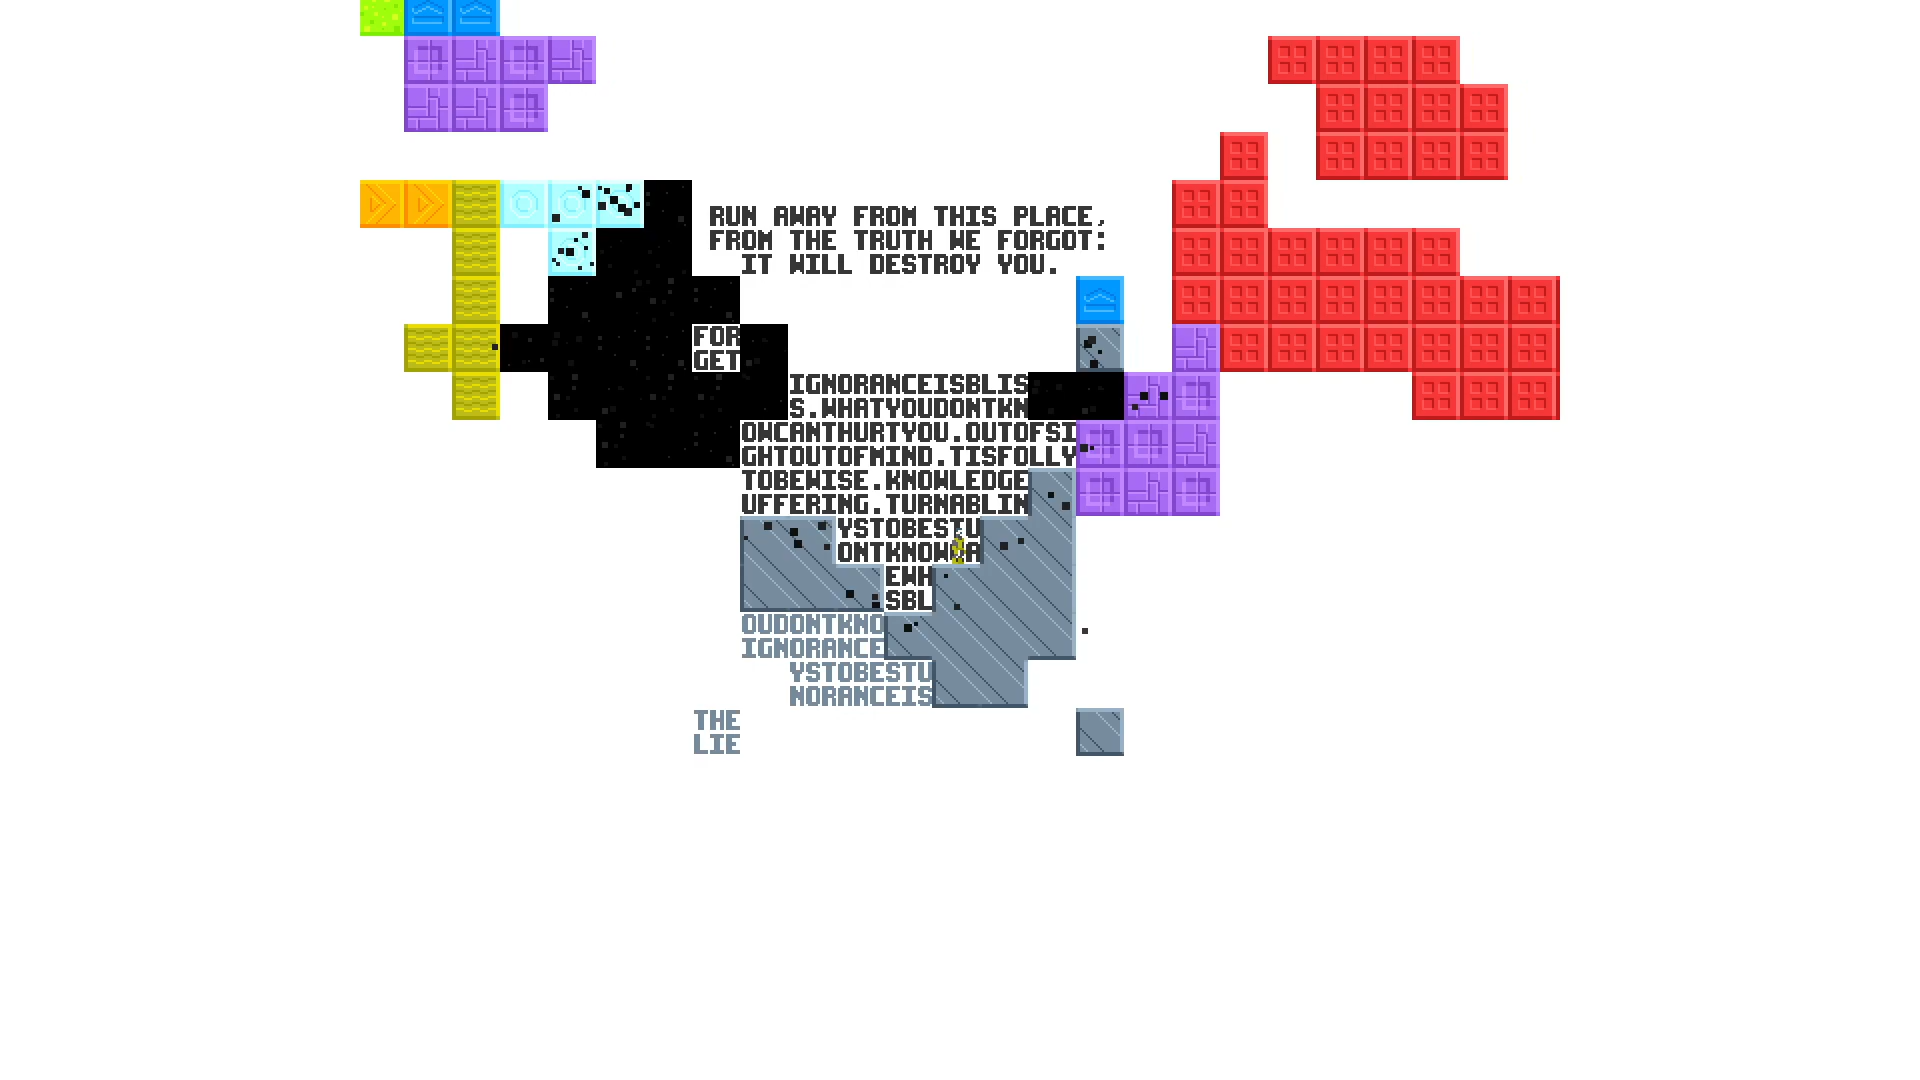 RUN AWAY FROM THIS PLACE,
FROM THE TRUTH WE FORGOT:
IT WILL DESTROY YOU.
FOR
GET
IGNORANCEISBLIS
S.WHATYOUDONTKN
OWCANTHURTYOU.OUTOFSI
GHTOUTOFMIND.TISFOLLY
TOBEWISE.KNOWLEDGE
UFFERING.TURNABLIN
YSTOBESTU
ONTKNOW
EWH
SBL
OUDONTKNO
IGNORANCE
YSTOBESTU
NORANCEIS
THE
LIE